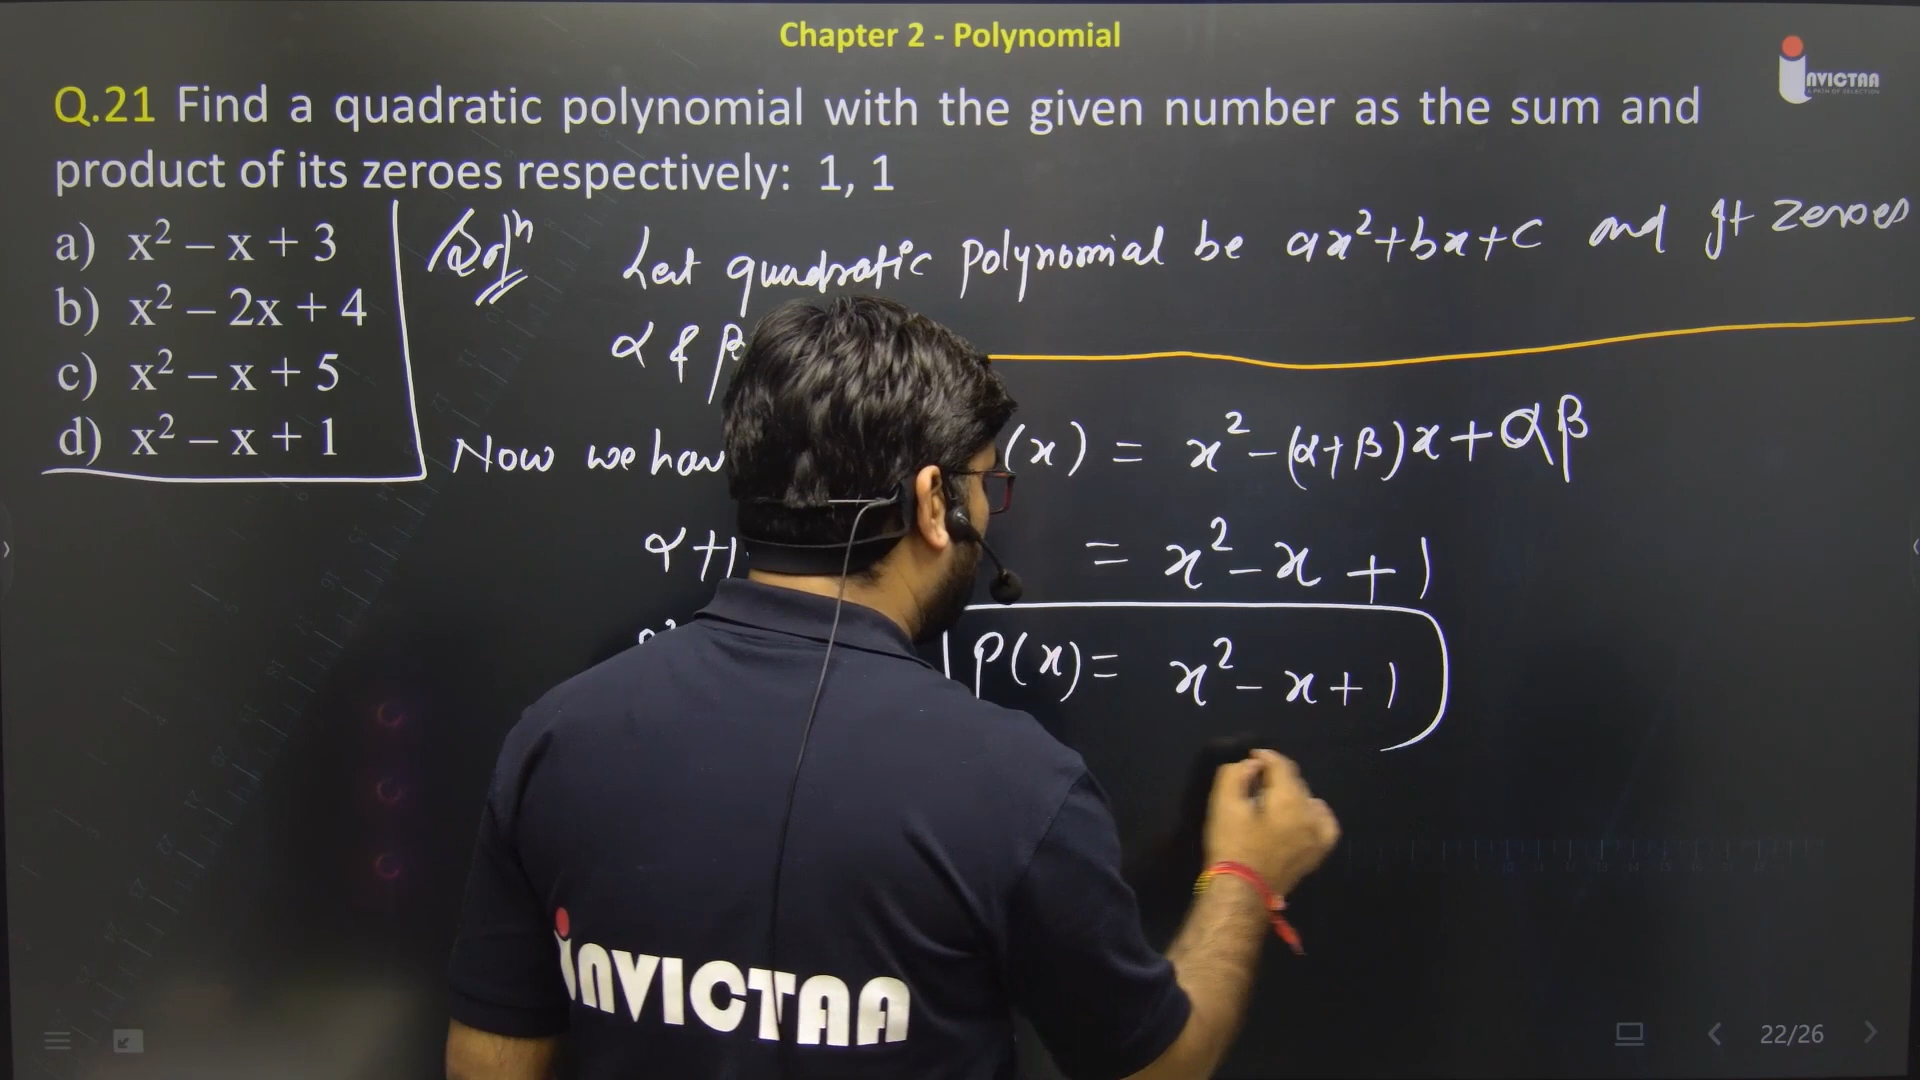 Chapter 2 - Polynomial
iNVICTAA
Q.21 Find a quadratic polynomial with the given number as the sum and
product of its zeroes respectively: 1, 1
a) x² – x + 3
b) x² – 2x + 4
c) x² – x + 5
d) x² – x + 1
Solⁿ Let quadratic polynomial be ax²+bx+c and it zeroes
α & β
Now we hav (x) = x²-(α+β)x+αβ
α+ = x²-x+1
P(x)= x²-x+1
iNVICTAA
22/26